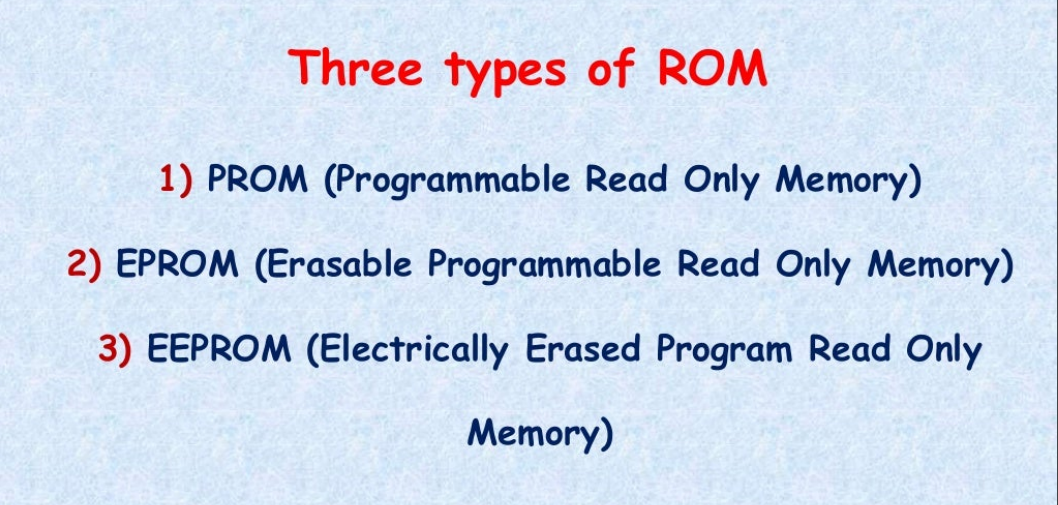 Three types of ROM
1) PROM (Programmable Read Only Memory)
2) EPROM (Erasable Programmable Read Only Memory)
3) EEPROM (Electrically Erased Program Read Only
Memory)